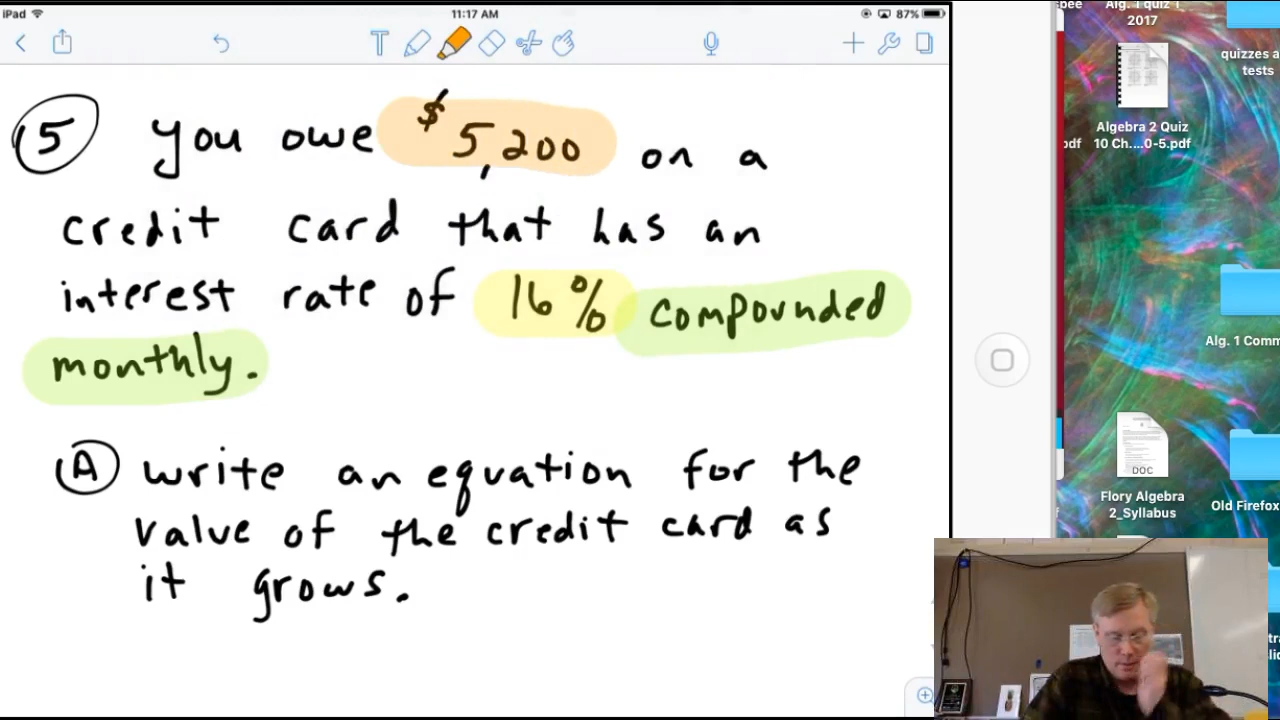 iPad 11:17 AM 87%
T
5 You owe $5,200 on a
credit card that has an
interest rate of 16% compounded
monthly.
A write an equation for the
value of the credit card as
it grows.
Alg. 1 quiz 1
2017
quizzes a
tests
Algebra 2 Quiz
10 Ch....0-5.pdf
pdf
Alg. 1 Comm
DOC
Flory Algebra
2_Syllabus
Old Firefox